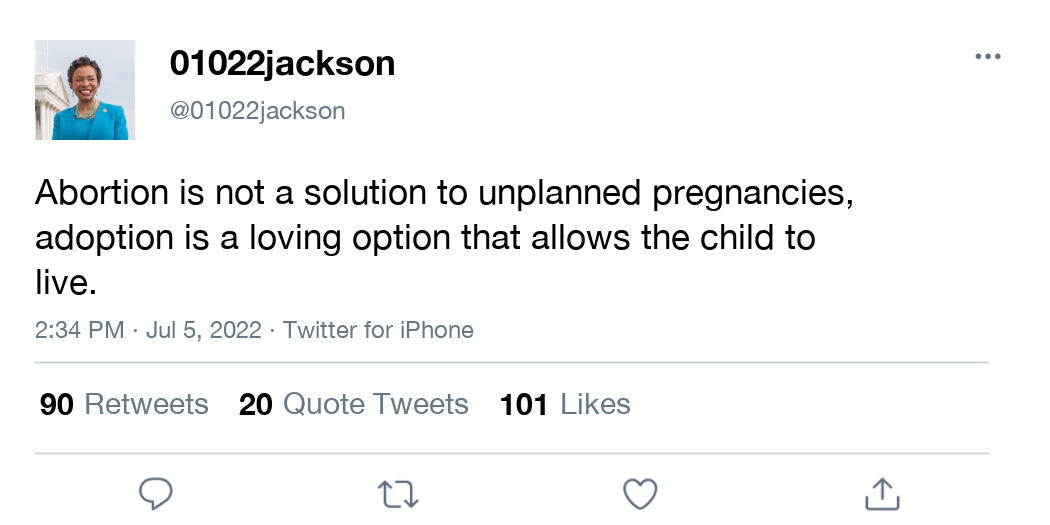 01022jackson
@01022jackson
Abortion is not a solution to unplanned pregnancies,
adoption is a loving option that allows the child to
live.
2:34 PM · Jul 5, 2022 · Twitter for iPhone
90 Retweets 20 Quote Tweets 101 Likes